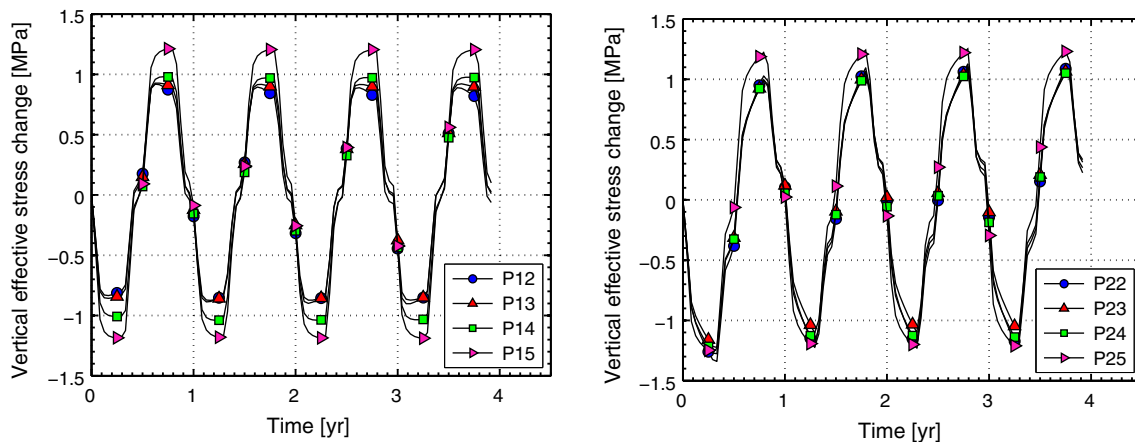 Vertical effective stress change [MPa]
1.5
1
0.5
0
−0.5
−1
−1.5
0
1
2
3
4
Time [yr]
P12
P13
P14
P15
Vertical effective stress change [MPa]
1.5
1
0.5
0
−0.5
−1
−1.5
0
1
2
3
4
Time [yr]
P22
P23
P24
P25